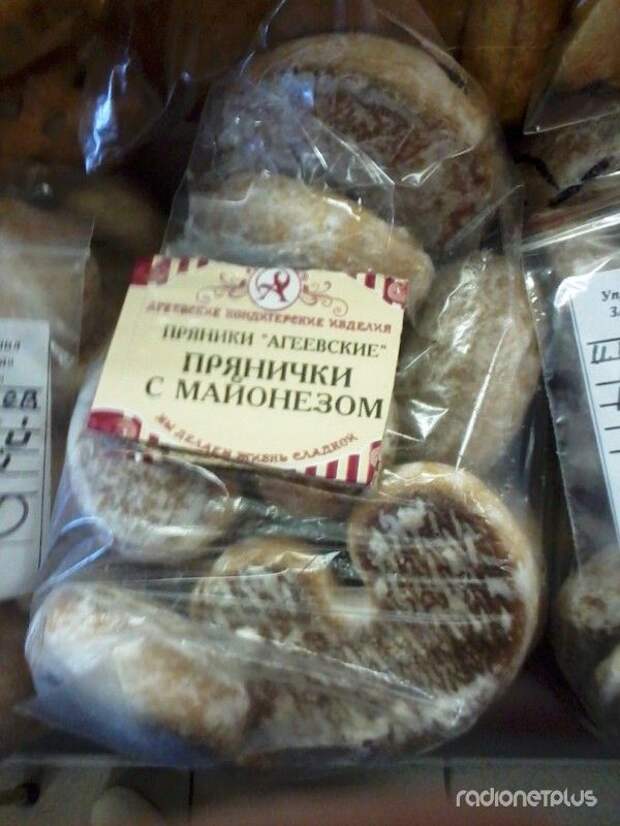 А
АГЕЕВСКИЕ КОНДИТЕРСКИЕ ИЗДЕЛИЯ
ПРЯНИКИ "АГЕЕВСКИЕ"
ПРЯНИЧКИ
С МАЙОНЕЗОМ
МЫ ДЕЛАЕМ ЖИЗНЬ СЛАДКОЙ
radionetplus